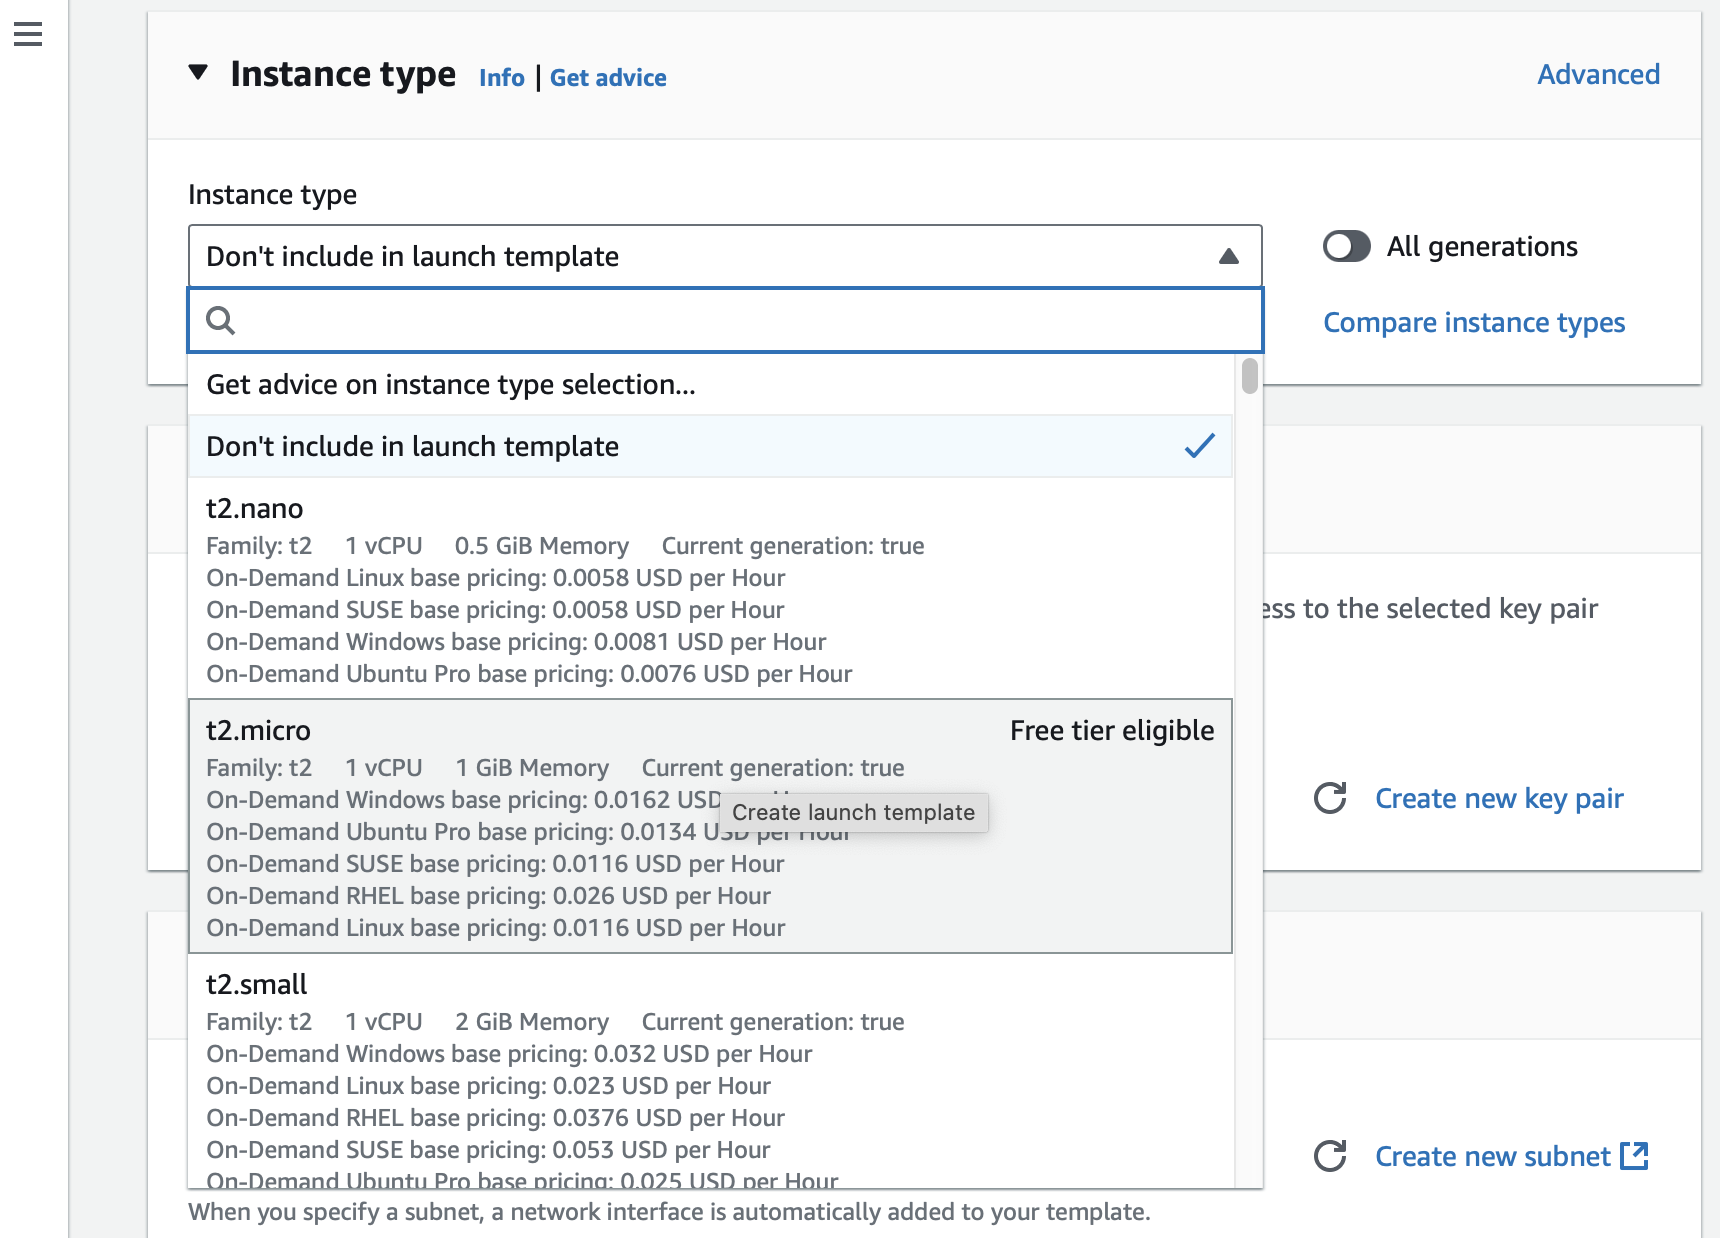 Instance type Info | Get advice Advanced
Instance type
Don't include in launch template
All generations
Compare instance types
Get advice on instance type selection...
Don't include in launch template
t2.nano
Family: t2 1 vCPU 0.5 GiB Memory Current generation: true
On-Demand Linux base pricing: 0.0058 USD per Hour
On-Demand SUSE base pricing: 0.0058 USD per Hour
ess to the selected key pair
On-Demand Windows base pricing: 0.0081 USD per Hour
On-Demand Ubuntu Pro base pricing: 0.0076 USD per Hour
t2.micro Free tier eligible
Family: t2 1 vCPU 1 GiB Memory Current generation: true
On-Demand Windows base pricing: 0.0162 USD
Create launch template
Create new key pair
On-Demand Ubuntu Pro base pricing: 0.0134 USD per Hour
On-Demand SUSE base pricing: 0.0116 USD per Hour
On-Demand RHEL base pricing: 0.026 USD per Hour
On-Demand Linux base pricing: 0.0116 USD per Hour
t2.small
Family: t2 1 vCPU 2 GiB Memory Current generation: true
On-Demand Windows base pricing: 0.032 USD per Hour
On-Demand Linux base pricing: 0.023 USD per Hour
On-Demand RHEL base pricing: 0.0376 USD per Hour
On-Demand SUSE base pricing: 0.053 USD per Hour
Create new subnet
On-Demand Ubuntu Pro base pricing: 0.025 USD per Hour
When you specify a subnet, a network interface is automatically added to your template.